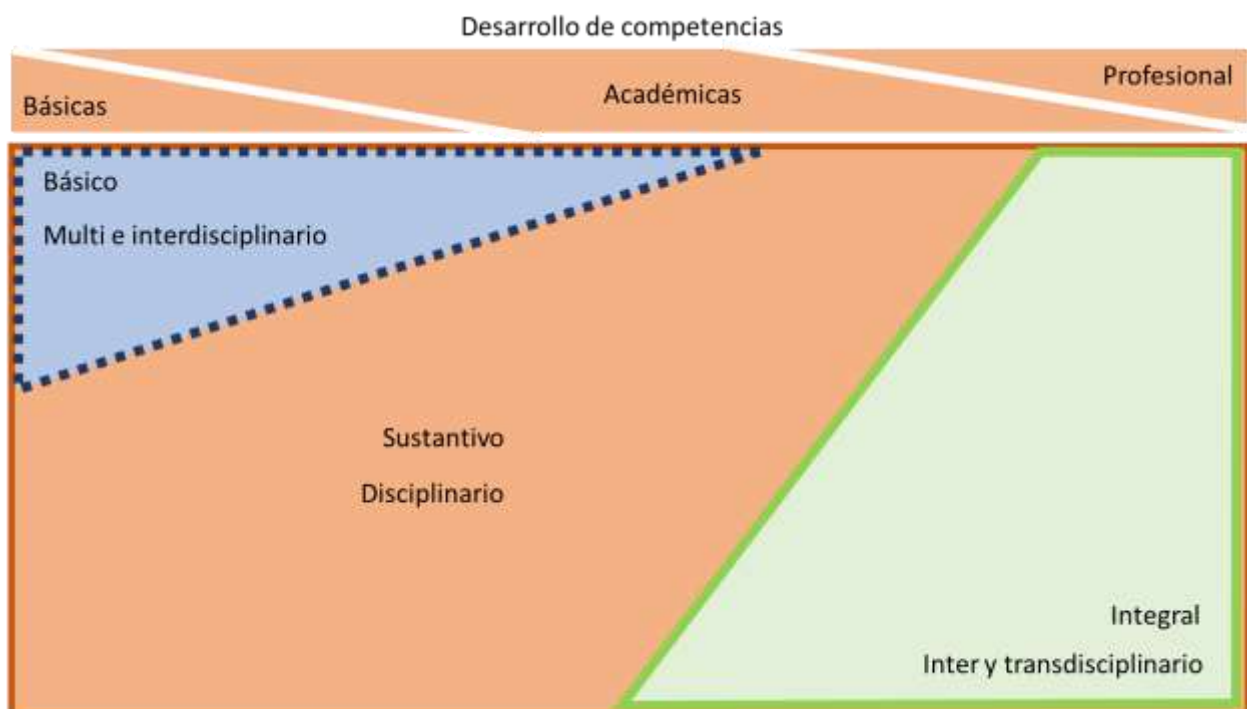 Desarrollo de competencias
Básicas
Académicas
Profesional
Básico
Multi e interdisciplinario
Sustantivo
Disciplinario
Integral
Inter y transdisciplinario